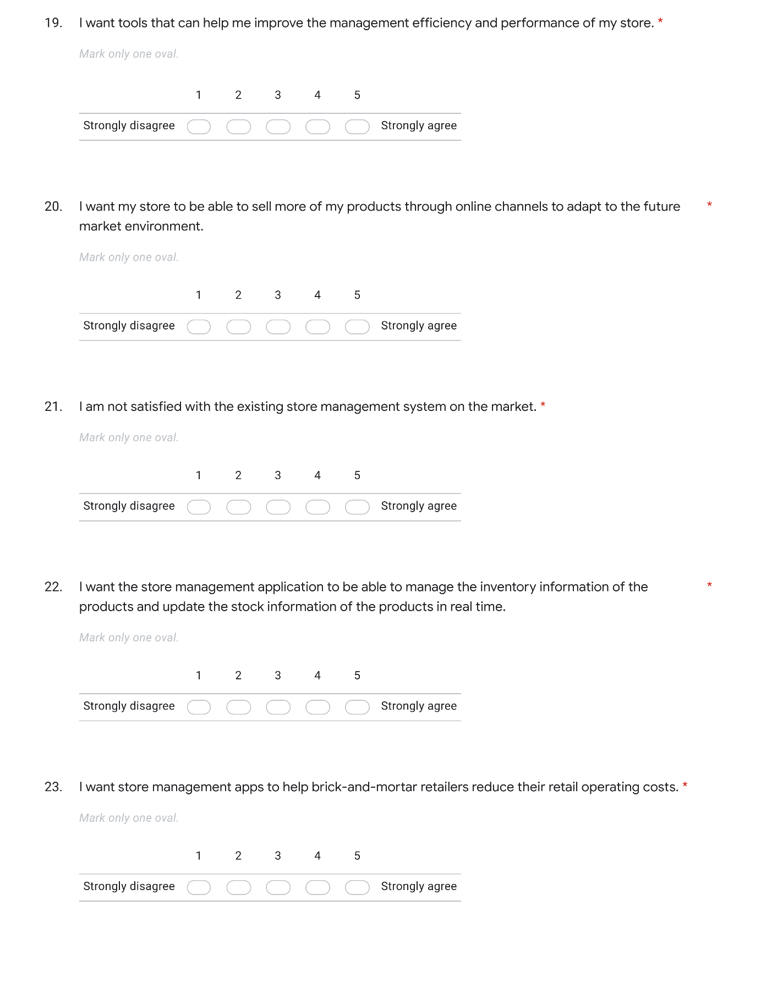 19. I want tools that can help me improve the management efficiency and performance of my store. *
Mark only one oval.
1 2 3 4 5
Strongly disagree Strongly agree
20. I want my store to be able to sell more of my products through online channels to adapt to the future *
market environment.
Mark only one oval.
1 2 3 4 5
Strongly disagree Strongly agree
21. I am not satisfied with the existing store management system on the market. *
Mark only one oval.
1 2 3 4 5
Strongly disagree Strongly agree
22. I want the store management application to be able to manage the inventory information of the *
products and update the stock information of the products in real time.
Mark only one oval.
1 2 3 4 5
Strongly disagree Strongly agree
23. I want store management apps to help brick-and-mortar retailers reduce their retail operating costs. *
Mark only one oval.
1 2 3 4 5
Strongly disagree Strongly agree